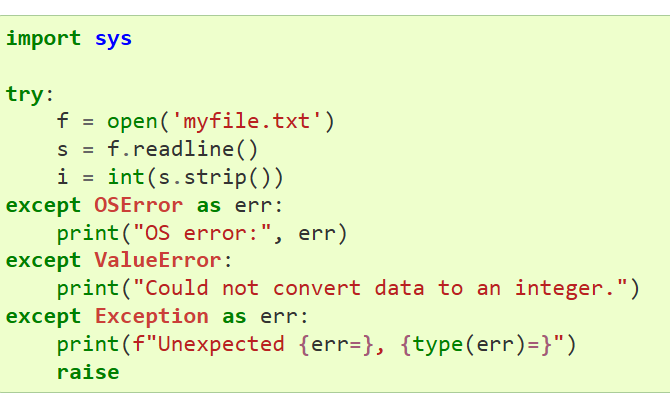 import sys

try:
    f = open('myfile.txt')
    s = f.readline()
    i = int(s.strip())
except OSError as err:
    print("OS error:", err)
except ValueError:
    print("Could not convert data to an integer.")
except Exception as err:
    print(f"Unexpected {err=}, {type(err)=}")
    raise